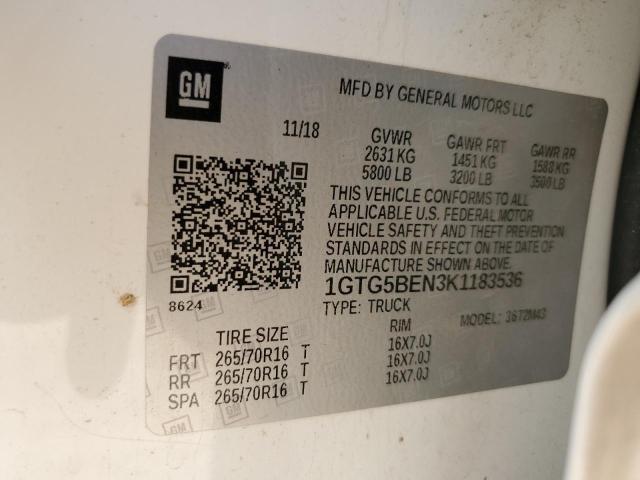 GM
MFD BY GENERAL MOTORS LLC
11/18 GVWR GAWR FRT GAWR RR
2631 KG 1451 KG 1588 KG
5800 LB 3200 LB 3500 LB
THIS VEHICLE CONFORMS TO ALL
APPLICABLE U.S. FEDERAL MOTOR
VEHICLE SAFETY AND THEFT PREVENTION
STANDARDS IN EFFECT ON THE DATE
OF MANUFACTURE SHOWN ABOVE.
1GTG5BEN3K1183536
8624 TYPE: TRUCK MODEL: 36T2M43
TIRE SIZE RIM
FRT 265/70R16 T 16X7.0J
RR 265/70R16 T 16X7.0J
SPA 265/70R16 T 16X7.0J